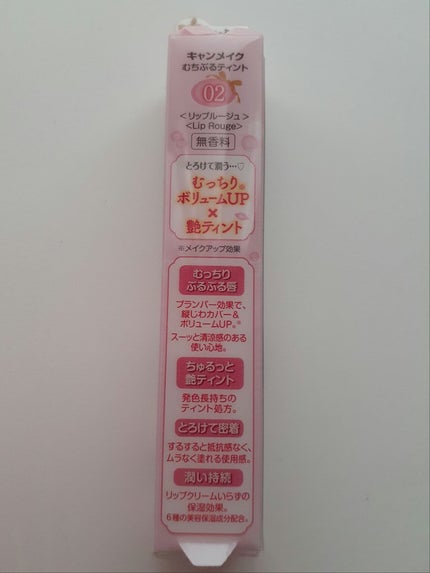 キャンメイク
むちぷるティント
02
<リップルージュ>
<Lip Rouge>
無香料
とろけて潤う…♡
むっちり※
ボリュームUP
×
艶ティント
※メイクアップ効果
むっちり
ぷるぷる唇
プランパー効果で、
縦じわカバー&
ボリュームUP。※
スーッと清涼感のある
使い心地。
ちゅるっと
艶ティント
発色長持ちの
ティント処方。
とろけて密着
するすると抵抗感なく、
ムラなく塗れる使用感。
潤い持続
リップクリームいらずの
保湿効果。
6種の美容保湿成分配合。